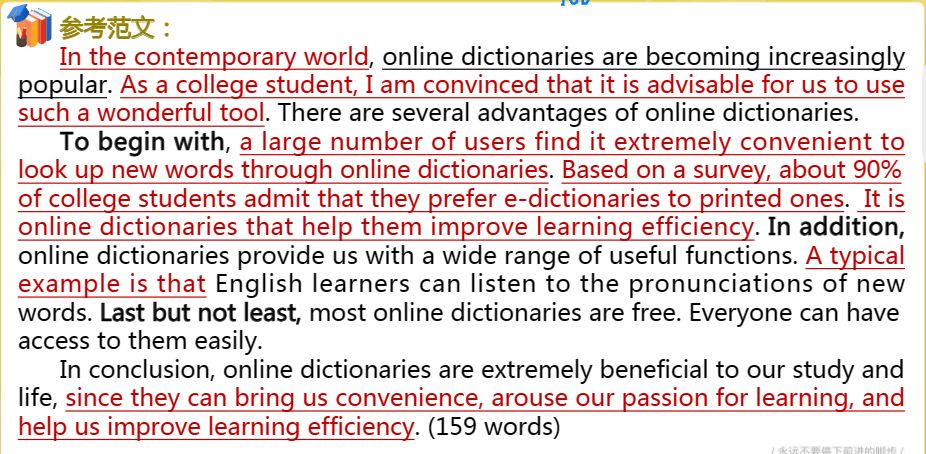 参考范文：
In the contemporary world, online dictionaries are becoming increasingly
popular. As a college student, I am convinced that it is advisable for us to use
such a wonderful tool. There are several advantages of online dictionaries.
To begin with, a large number of users find it extremely convenient to
look up new words through online dictionaries. Based on a survey, about 90%
of college students admit that they prefer e-dictionaries to printed ones. It is
online dictionaries that help them improve learning efficiency. In addition,
online dictionaries provide us with a wide range of useful functions. A typical
example is that English learners can listen to the pronunciations of new
words. Last but not least, most online dictionaries are free. Everyone can have
access to them easily.
In conclusion, online dictionaries are extremely beneficial to our study and
life, since they can bring us convenience, arouse our passion for learning, and
help us improve learning efficiency. (159 words)
/ 永远不要停下前进的脚步 /